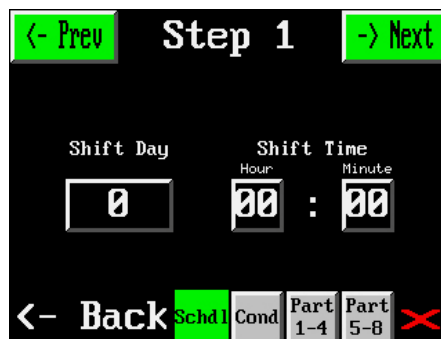 <- Prev Step 1 -> Next
Shift Day Shift Time
Hour Minute
0 00 : 00
<- Back Schdl Cond Part 1-4 Part 5-8